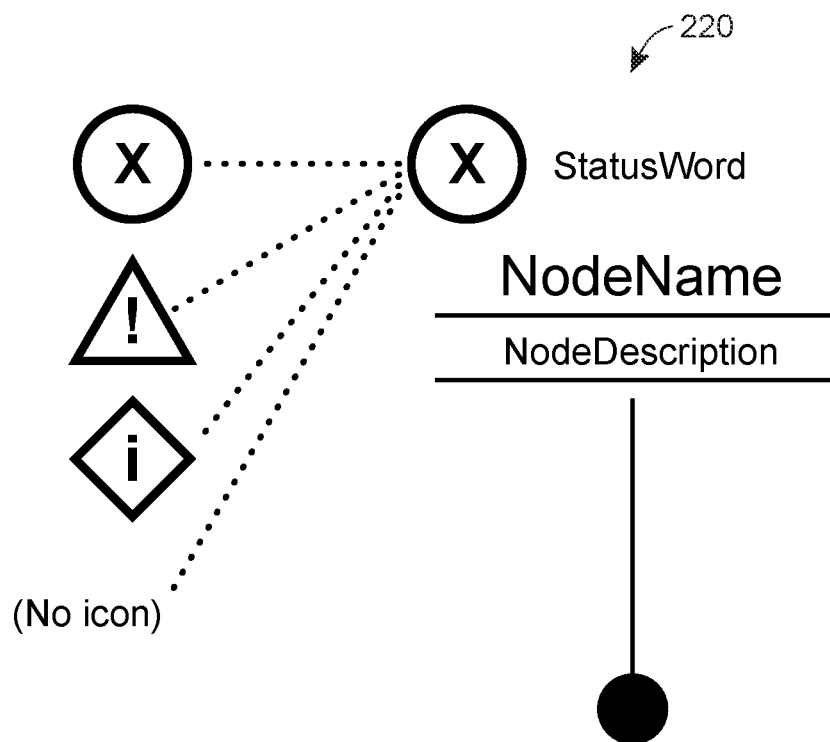 220
X
X StatusWord
!
NodeName
NodeDescription
i
(No icon)